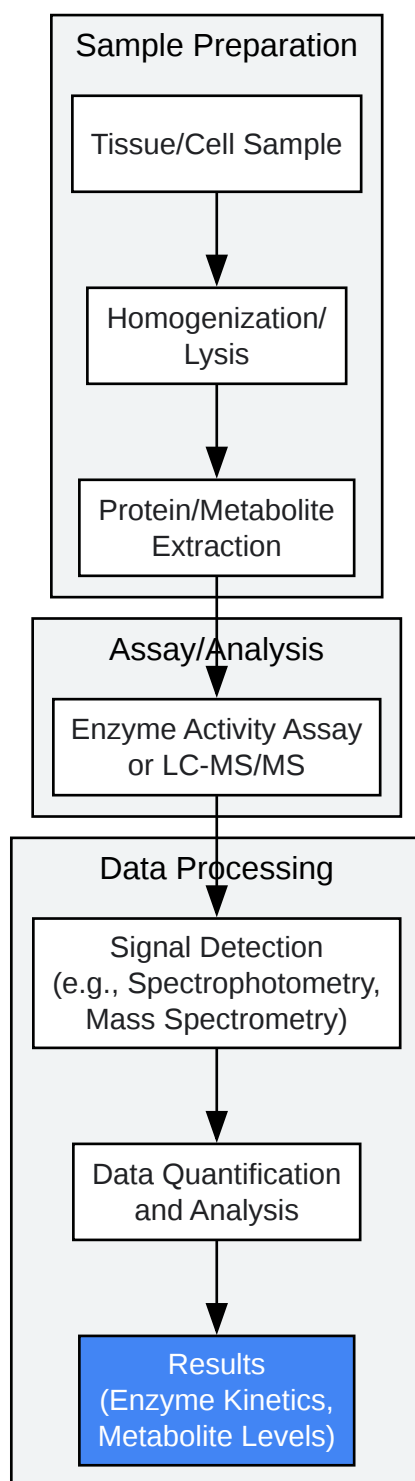 Sample Preparation
Tissue/Cell Sample
Homogenization/
Lysis
Protein/Metabolite
Extraction
Assay/Analysis
Enzyme Activity Assay
or LC-MS/MS
Data Processing
Signal Detection
(e.g., Spectrophotometry,
Mass Spectrometry)
Data Quantification
and Analysis
Results
(Enzyme Kinetics,
Metabolite Levels)